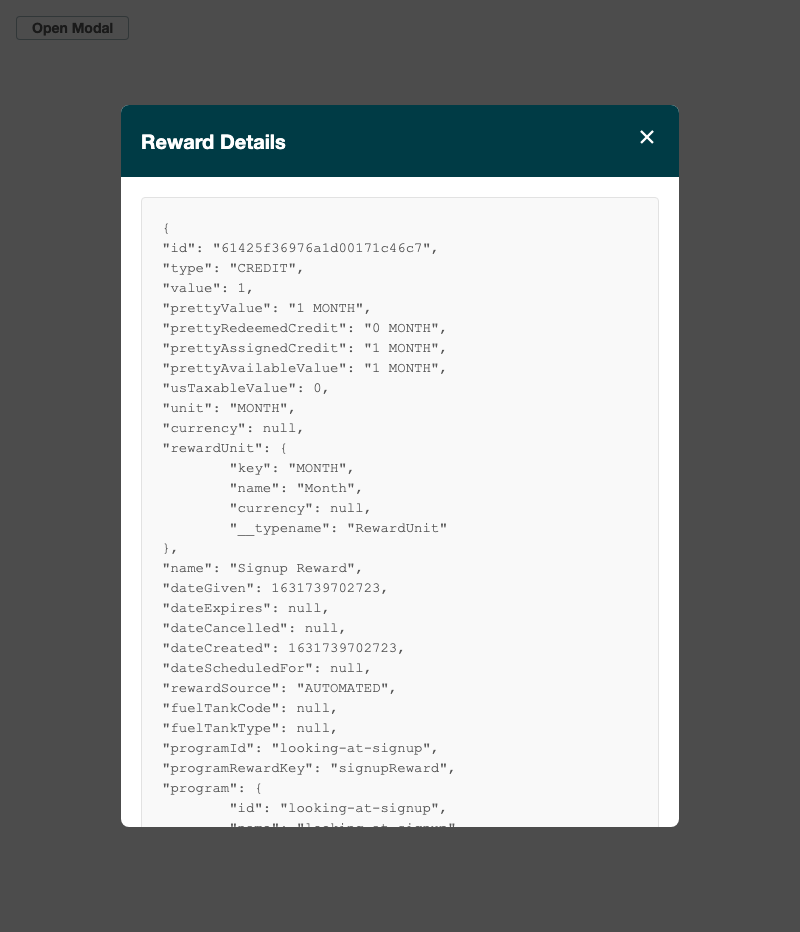 Open Modal
Reward Details
{
"id": "61425f36976a1d00171c46c7",
"type": "CREDIT",
"value": 1,
"prettyValue": "1 MONTH",
"prettyRedeemedCredit": "0 MONTH",
"prettyAssignedCredit": "1 MONTH",
"prettyAvailableValue": "1 MONTH",
"usTaxableValue": 0,
"unit": "MONTH",
"currency": null,
"rewardUnit": {
"key": "MONTH",
"name": "Month",
"currency": null,
"__typename": "RewardUnit"
},
"name": "Signup Reward",
"dateGiven": 1631739702723,
"dateExpires": null,
"dateCancelled": null,
"dateCreated": 1631739702723,
"dateScheduledFor": null,
"rewardSource": "AUTOMATED",
"fuelTankCode": null,
"fuelTankType": null,
"programId": "looking-at-signup",
"programRewardKey": "signupReward",
"program": {
"id": "looking-at-signup",